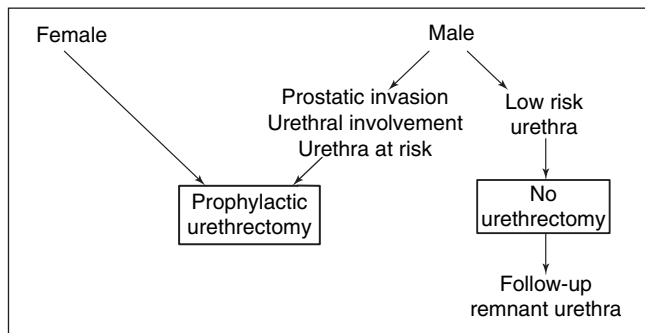 Female
Male
Prostatic invasion
Urethral involvement
Urethra at risk
Low risk
urethra
Prophylactic
urethrectomy
No
urethrectomy
Follow-up
remnant urethra